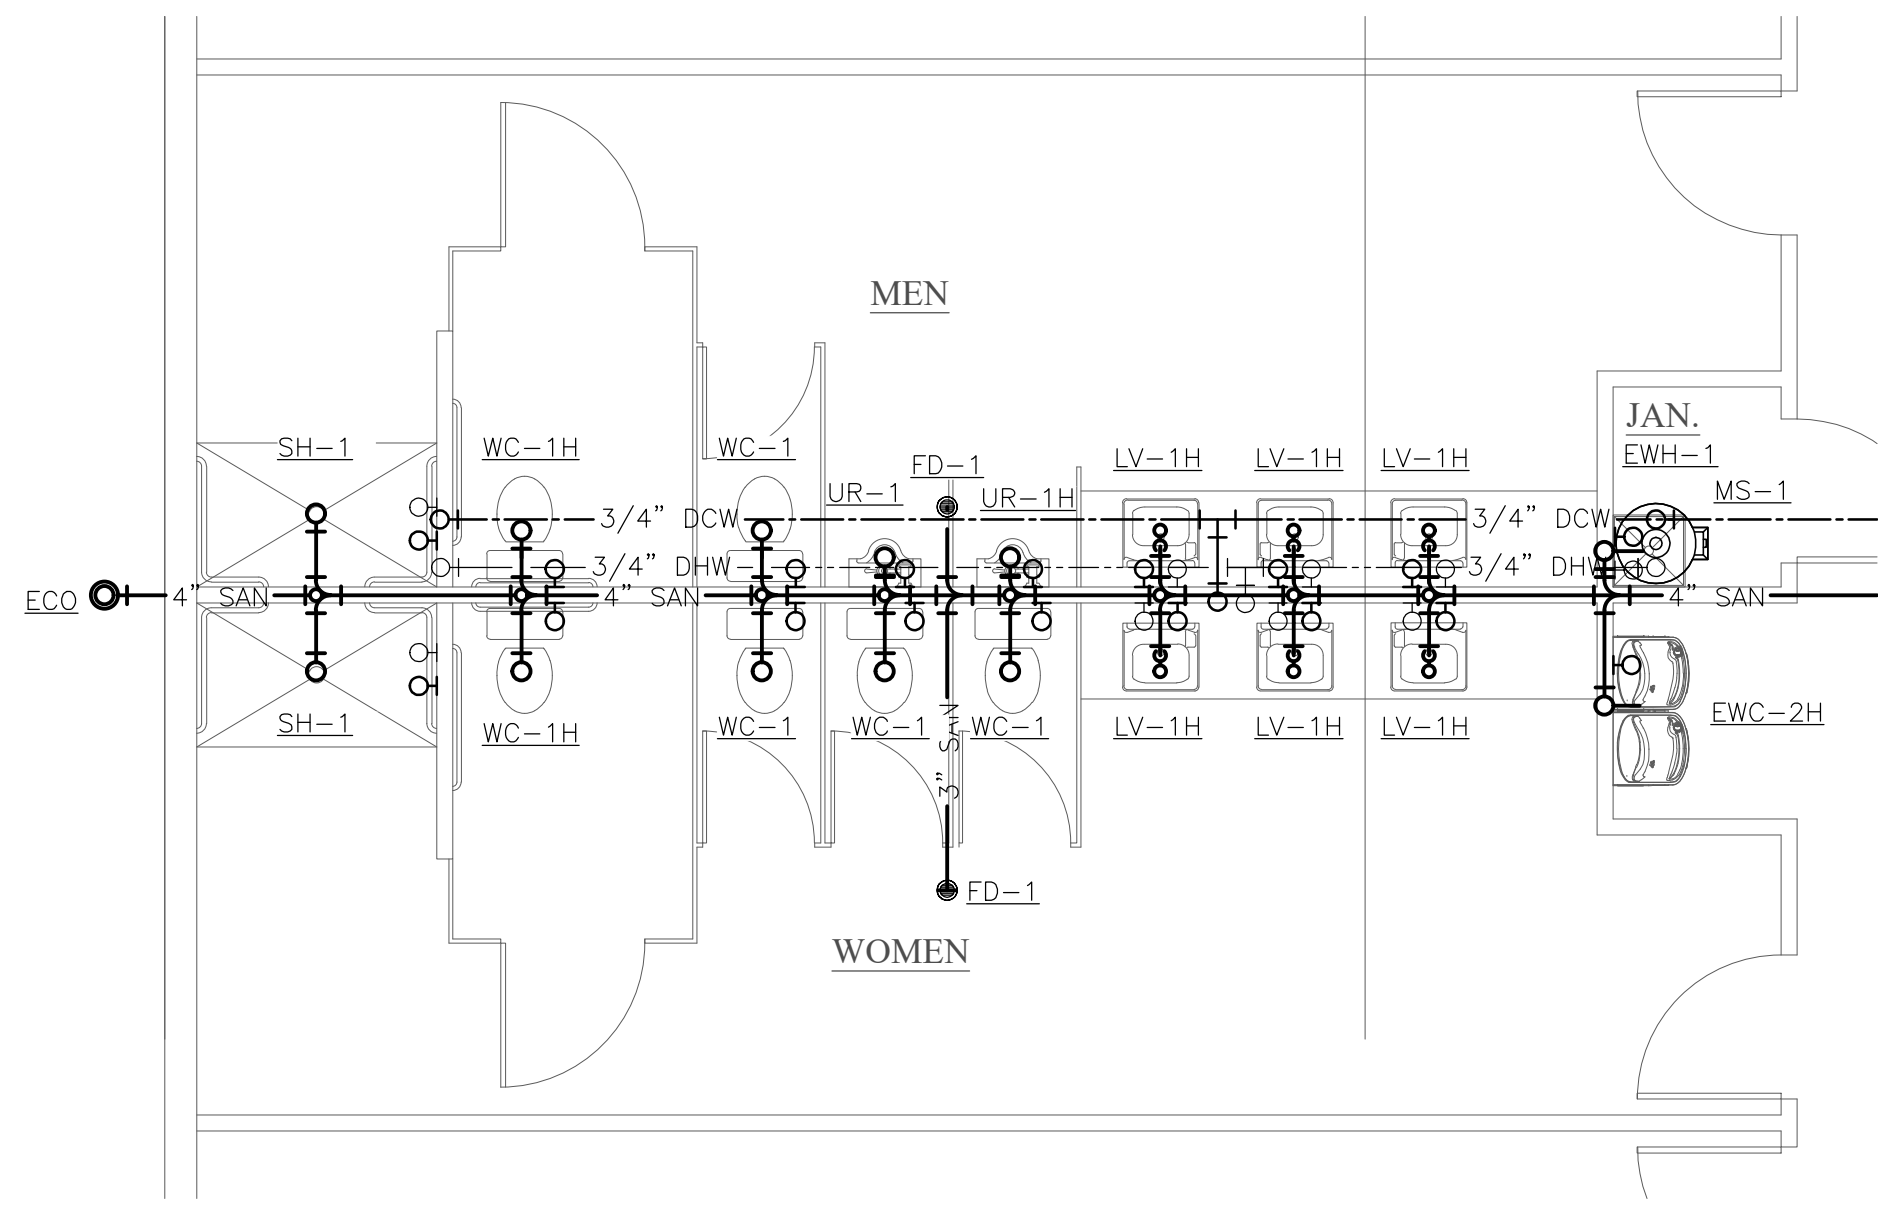 MEN
JAN.
SH-1
WC-1H
WC-1
FD-1
LV-1H
LV-1H
LV-1H
EWH-1
UR-1
UR-1H
MS-1
3/4" DCW
3/4" DCW
3/4" DHW
3/4" DHW
ECO
4" SAN
4" SAN
4" SAN
SH-1
WC-1H
WC-1
WC-1
WC-1
LV-1H
LV-1H
LV-1H
EWC-2H
3" SAN
FD-1
WOMEN